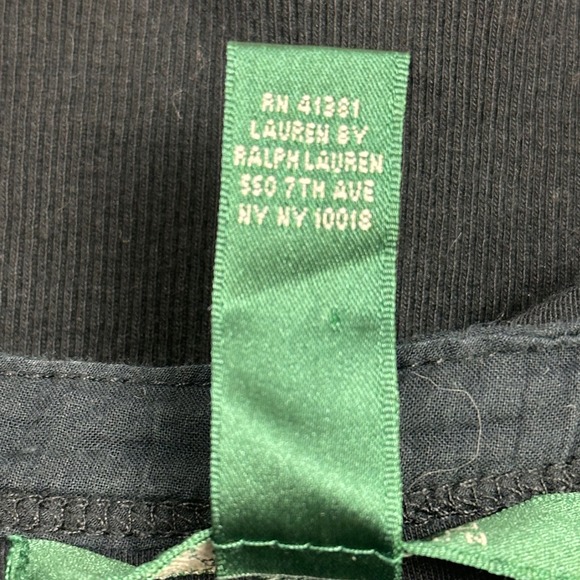 RN 41381
LAUREN BY
RALPH LAUREN
550 7TH AVE
NY NY 10018